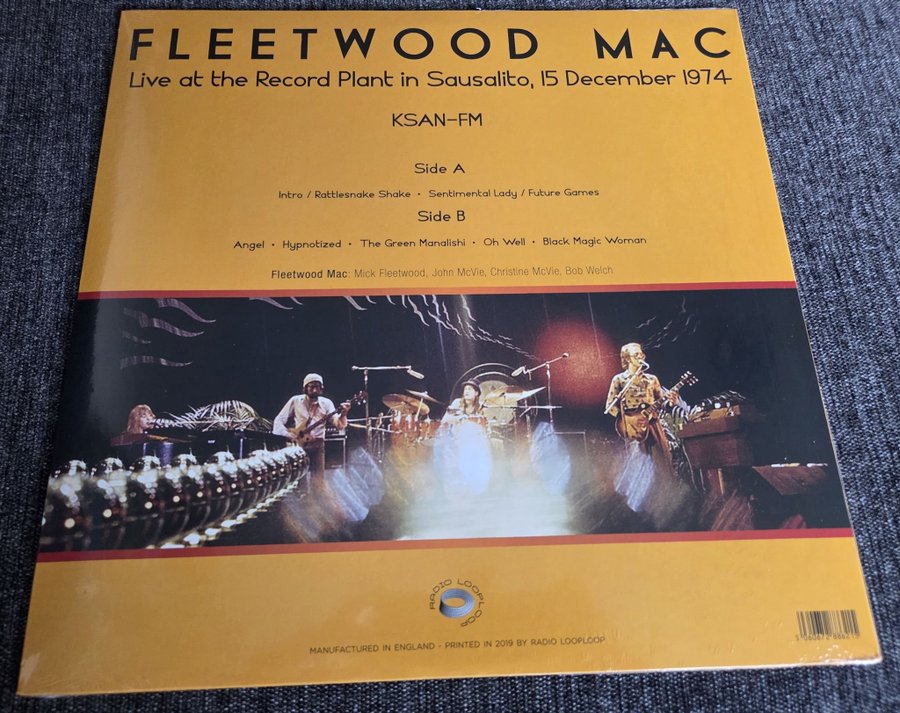 FLEETWOOD MAC
Live at the Record Plant in Sausalito, 15 December 1974
KSAN-FM
Side A
Intro / Rattlesnake Shake • Sentimental Lady / Future Games
Side B
Angel • Hypnotized • The Green Manalishi • Oh Well • Black Magic Woman
Fleetwood Mac: Mick Fleetwood, John McVie, Christine McVie, Bob Welch
RADIO LOOPLOOP
MANUFACTURED IN ENGLAND - PRINTED IN 2019 BY RADIO LOOPLOOP